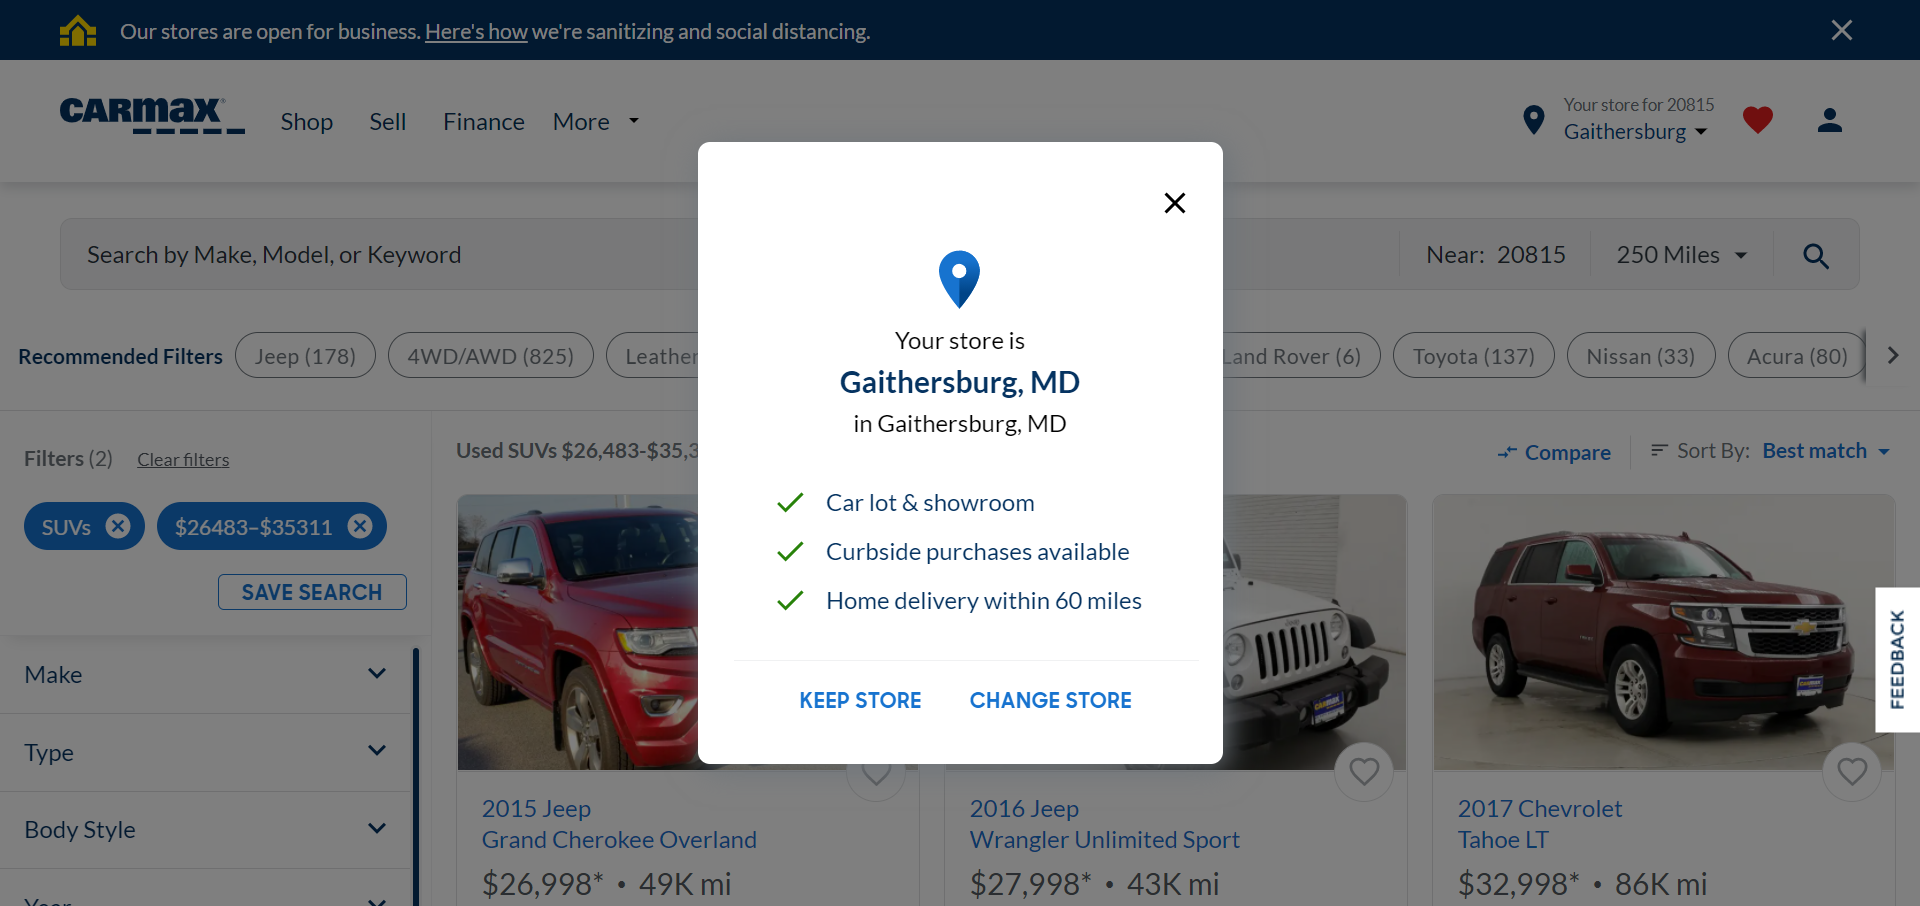 Our stores are open for business. Here's how we're sanitizing and social distancing.
CARMAX
Shop
Sell
Finance
More
Your store for 20815
Gaithersburg
Search by Make, Model, or Keyword
Near: 20815
250 Miles
Recommended Filters
Jeep (178)
4WD/AWD (825)
Leather
Land Rover (6)
Toyota (137)
Nissan (33)
Acura (80)
Filters (2)
Clear filters
SUVs
$26483–$35311
SAVE SEARCH
Make
Type
Body Style
Year
Used SUVs $26,483-$35,3
Compare
Sort By: Best match
Your store is
Gaithersburg, MD
in Gaithersburg, MD
Car lot & showroom
Curbside purchases available
Home delivery within 60 miles
KEEP STORE
CHANGE STORE
FEEDBACK
2015 Jeep
Grand Cherokee Overland
$26,998* • 49K mi
2016 Jeep
Wrangler Unlimited Sport
$27,998* • 43K mi
2017 Chevrolet
Tahoe LT
$32,998* • 86K mi